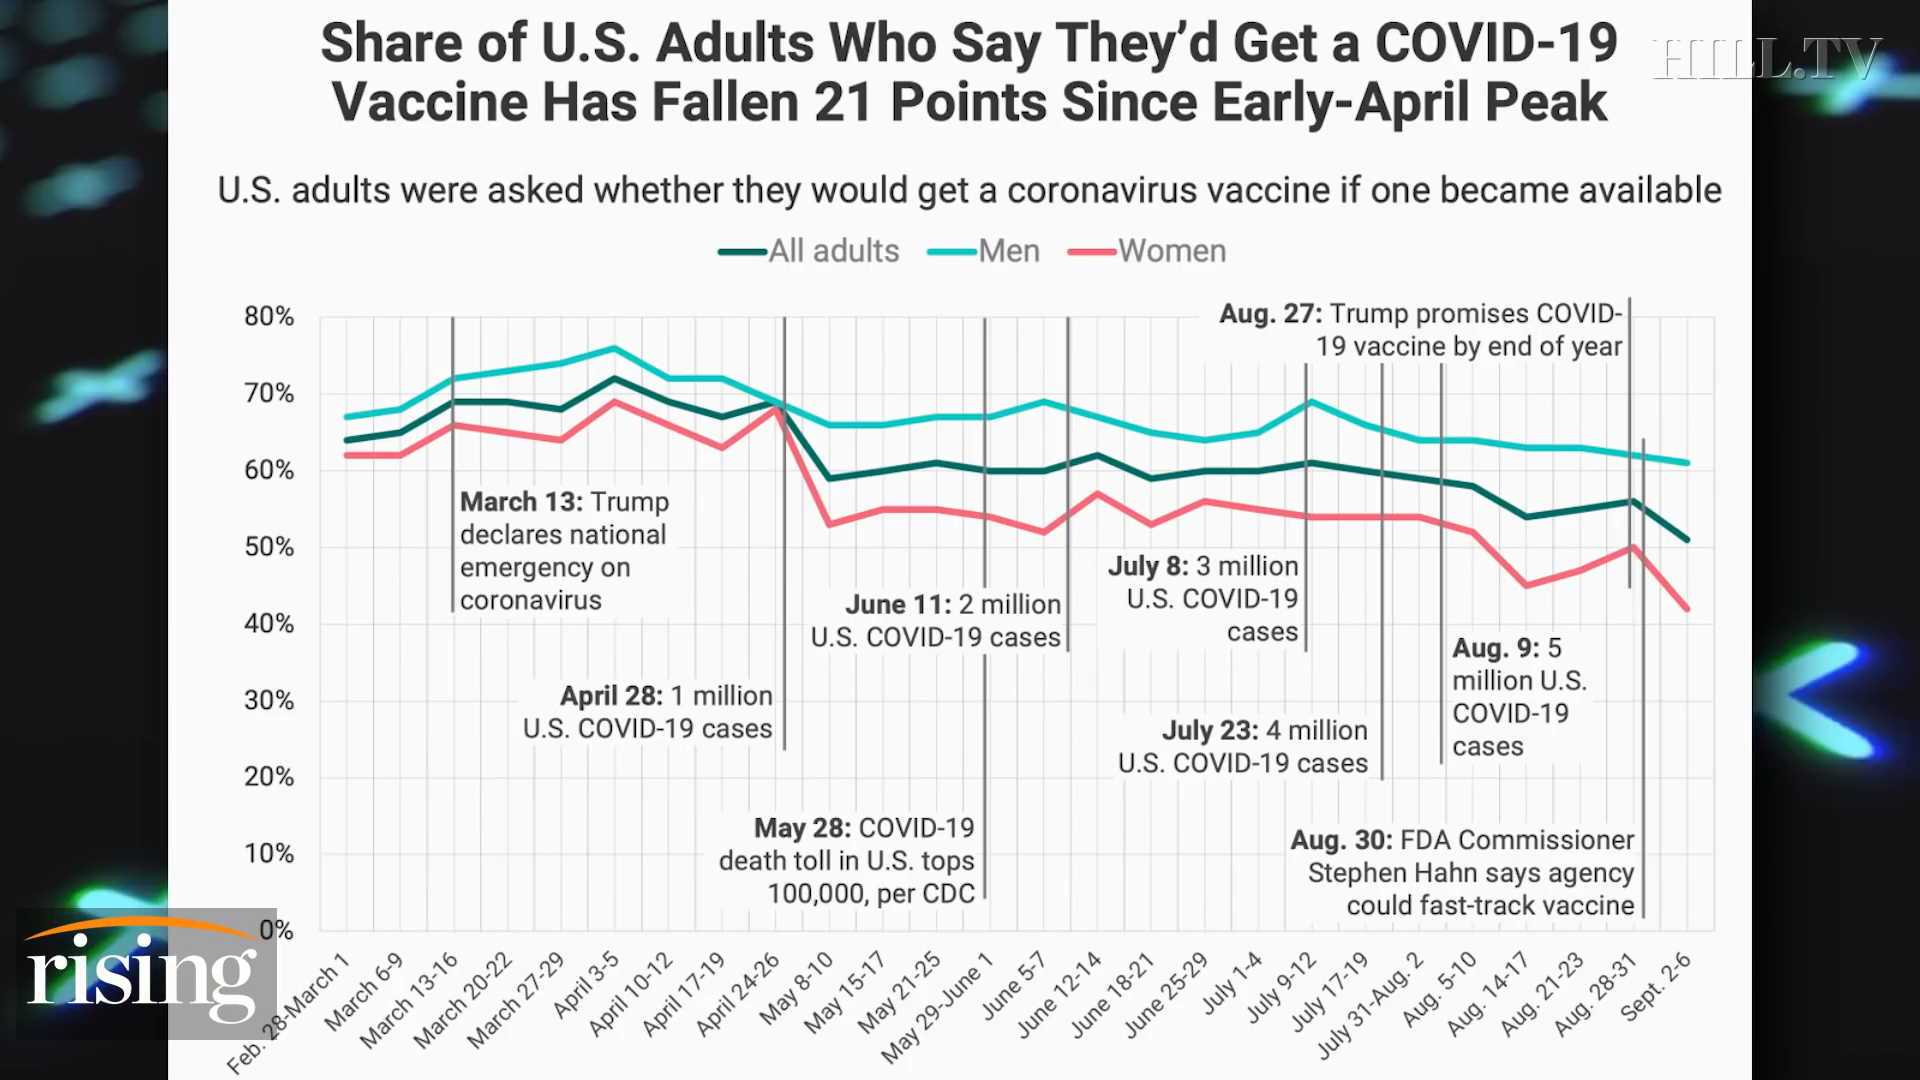 Share of U.S. Adults Who Say They’d Get a COVID-19
Vaccine Has Fallen 21 Points Since Early-April Peak
HILL.TV
U.S. adults were asked whether they would get a coronavirus vaccine if one became available
All adults
Men
Women
80%
70%
60%
50%
40%
30%
20%
10%
0%
March 13: Trump
declares national
emergency on
coronavirus
April 28: 1 million
U.S. COVID-19 cases
May 28: COVID-19
death toll in U.S. tops
100,000, per CDC
June 11: 2 million
U.S. COVID-19 cases
July 8: 3 million
U.S. COVID-19
cases
July 23: 4 million
U.S. COVID-19 cases
Aug. 9: 5
million U.S.
COVID-19
cases
Aug. 27: Trump promises COVID-
19 vaccine by end of year
Aug. 30: FDA Commissioner
Stephen Hahn says agency
could fast-track vaccine
Feb. 28-March 1
March 6-9
March 13-16
March 20-22
March 27-29
April 3-5
April 10-12
April 17-19
April 24-26
May 8-10
May 15-17
May 21-25
May 29-June 1
June 5-7
June 12-14
June 18-21
June 25-29
July 1-4
July 9-12
July 17-19
July 31-Aug. 2
Aug. 5-10
Aug. 14-17
Aug. 21-23
Aug. 28-31
Sept. 2-6
rising